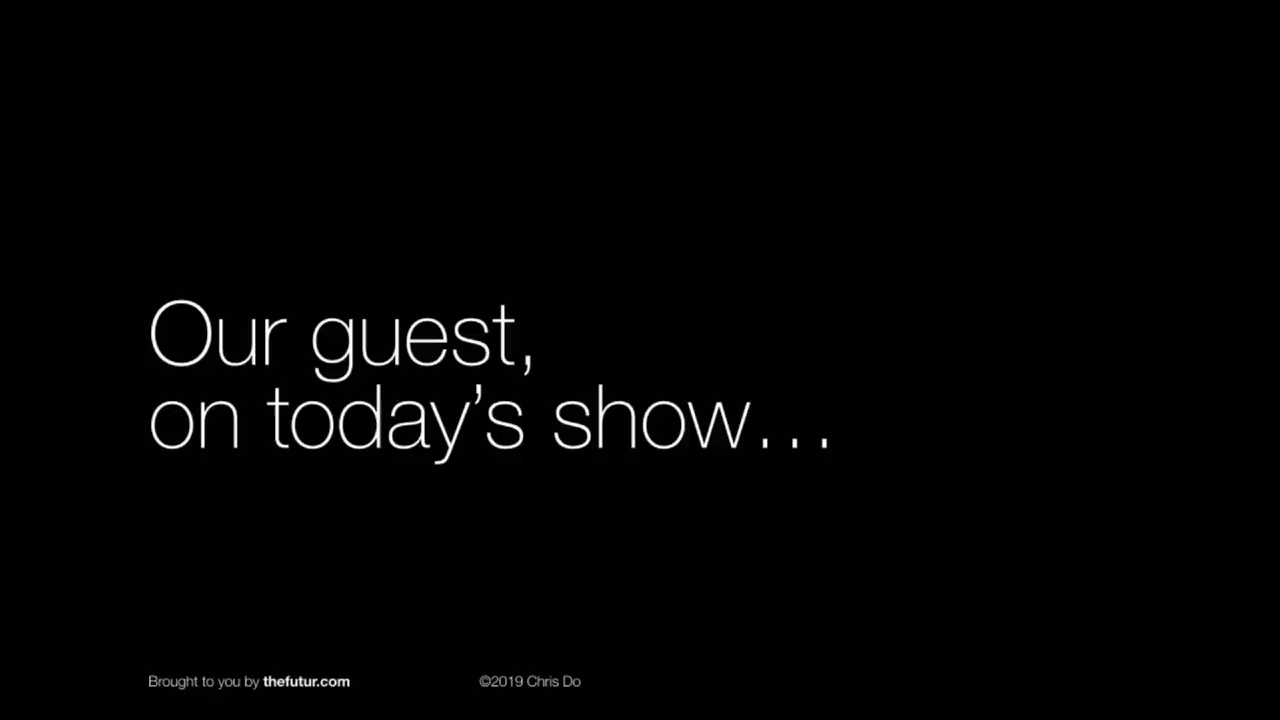 Our guest,
on today’s show…
Brought to you by thefutur.com
©2019 Chris Do